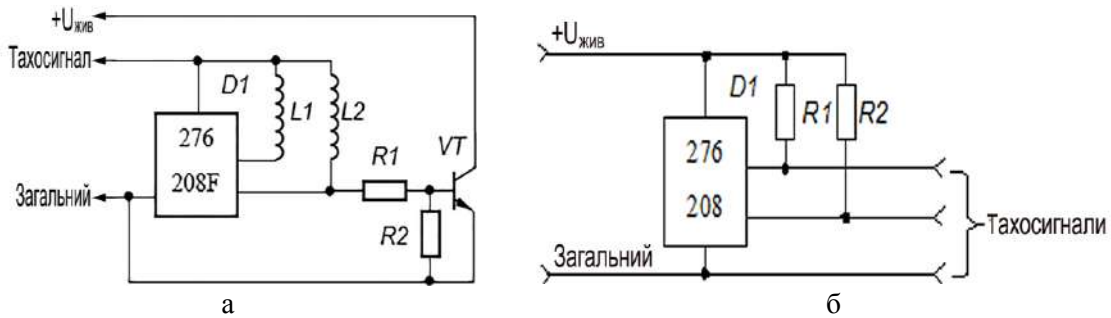 +Uжив
Тахосигнал
D1
L1
L2
276
208F
R1
VT
Загальний
R2
а
+Uжив
D1
R1
R2
276
208
Тахосигнали
Загальний
б